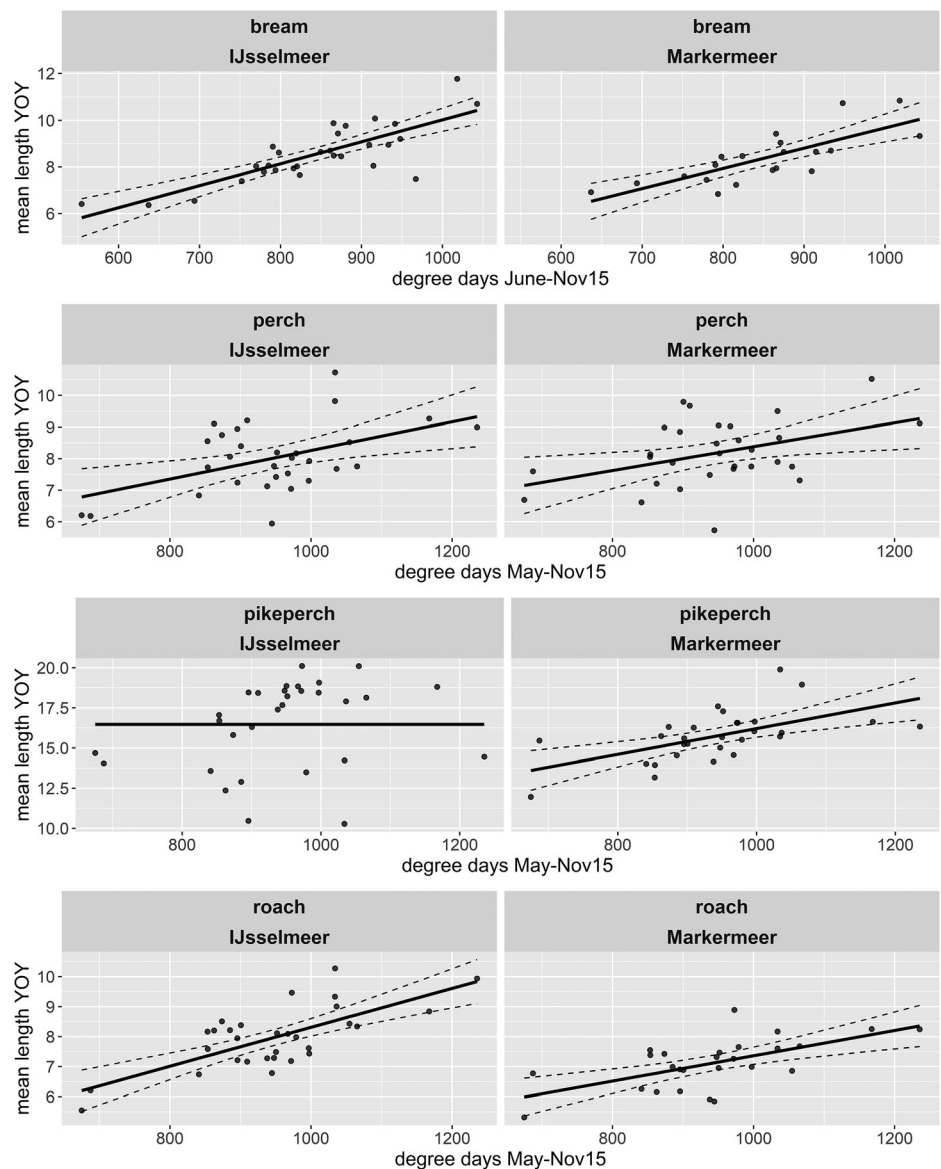 bream bream
IJsselmeer Markermeer
12
10
8
6
mean length YOY
600 700 800 900 1000 600 700 800 900 1000
degree days June-Nov15
perch perch
IJsselmeer Markermeer
10
9
8
7
6
mean length YOY
800 1000 1200 800 1000 1200
degree days May-Nov15
pikeperch pikeperch
IJsselmeer Markermeer
20.0
17.5
15.0
12.5
10.0
mean length YOY
800 1000 1200 800 1000 1200
degree days May-Nov15
roach roach
IJsselmeer Markermeer
10
9
8
7
6
mean length YOY
800 1000 1200 800 1000 1200
degree days May-Nov15